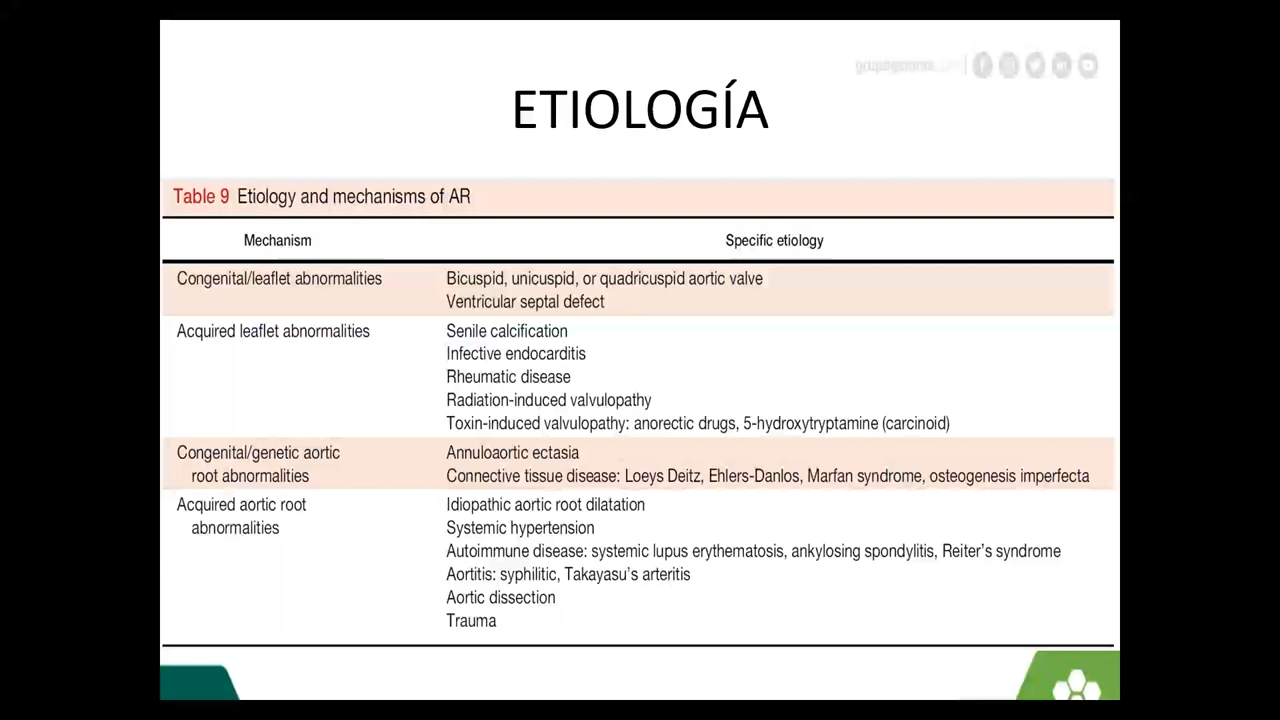 ETIOLOGÍA
Table 9 Etiology and mechanisms of AR
Mechanism Specific etiology
Congenital/leaflet abnormalities Bicuspid, unicuspid, or quadricuspid aortic valve
Ventricular septal defect
Acquired leaflet abnormalities Senile calcification
Infective endocarditis
Rheumatic disease
Radiation-induced valvulopathy
Toxin-induced valvulopathy: anorectic drugs, 5-hydroxytryptamine (carcinoid)
Congenital/genetic aortic Annuloaortic ectasia
root abnormalities Connective tissue disease: Loeys Deitz, Ehlers-Danlos, Marfan syndrome, osteogenesis imperfecta
Acquired aortic root Idiopathic aortic root dilatation
abnormalities Systemic hypertension
Autoimmune disease: systemic lupus erythematosis, ankylosing spondylitis, Reiter's syndrome
Aortitis: syphilitic, Takayasu's arteritis
Aortic dissection
Trauma